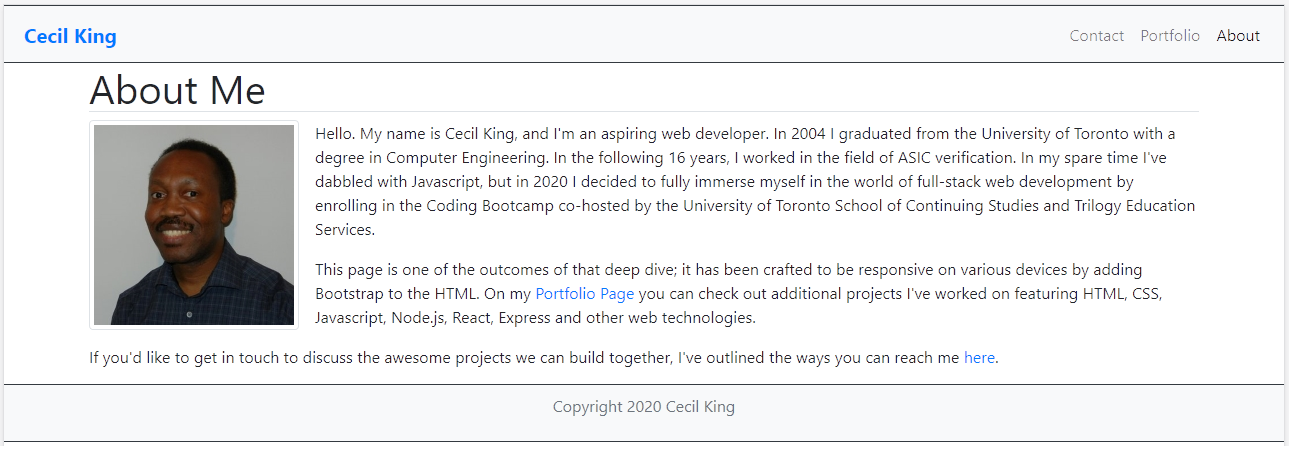 Cecil King
Contact Portfolio About
About Me
Hello. My name is Cecil King, and I'm an aspiring web developer. In 2004 I graduated from the University of Toronto with a
degree in Computer Engineering. In the following 16 years, I worked in the field of ASIC verification. In my spare time I've
dabbled with Javascript, but in 2020 I decided to fully immerse myself in the world of full-stack web development by
enrolling in the Coding Bootcamp co-hosted by the University of Toronto School of Continuing Studies and Trilogy Education
Services.
This page is one of the outcomes of that deep dive; it has been crafted to be responsive on various devices by adding
Bootstrap to the HTML. On my Portfolio Page you can check out additional projects I've worked on featuring HTML, CSS,
Javascript, Node.js, React, Express and other web technologies.
If you'd like to get in touch to discuss the awesome projects we can build together, I've outlined the ways you can reach me here.
Copyright 2020 Cecil King